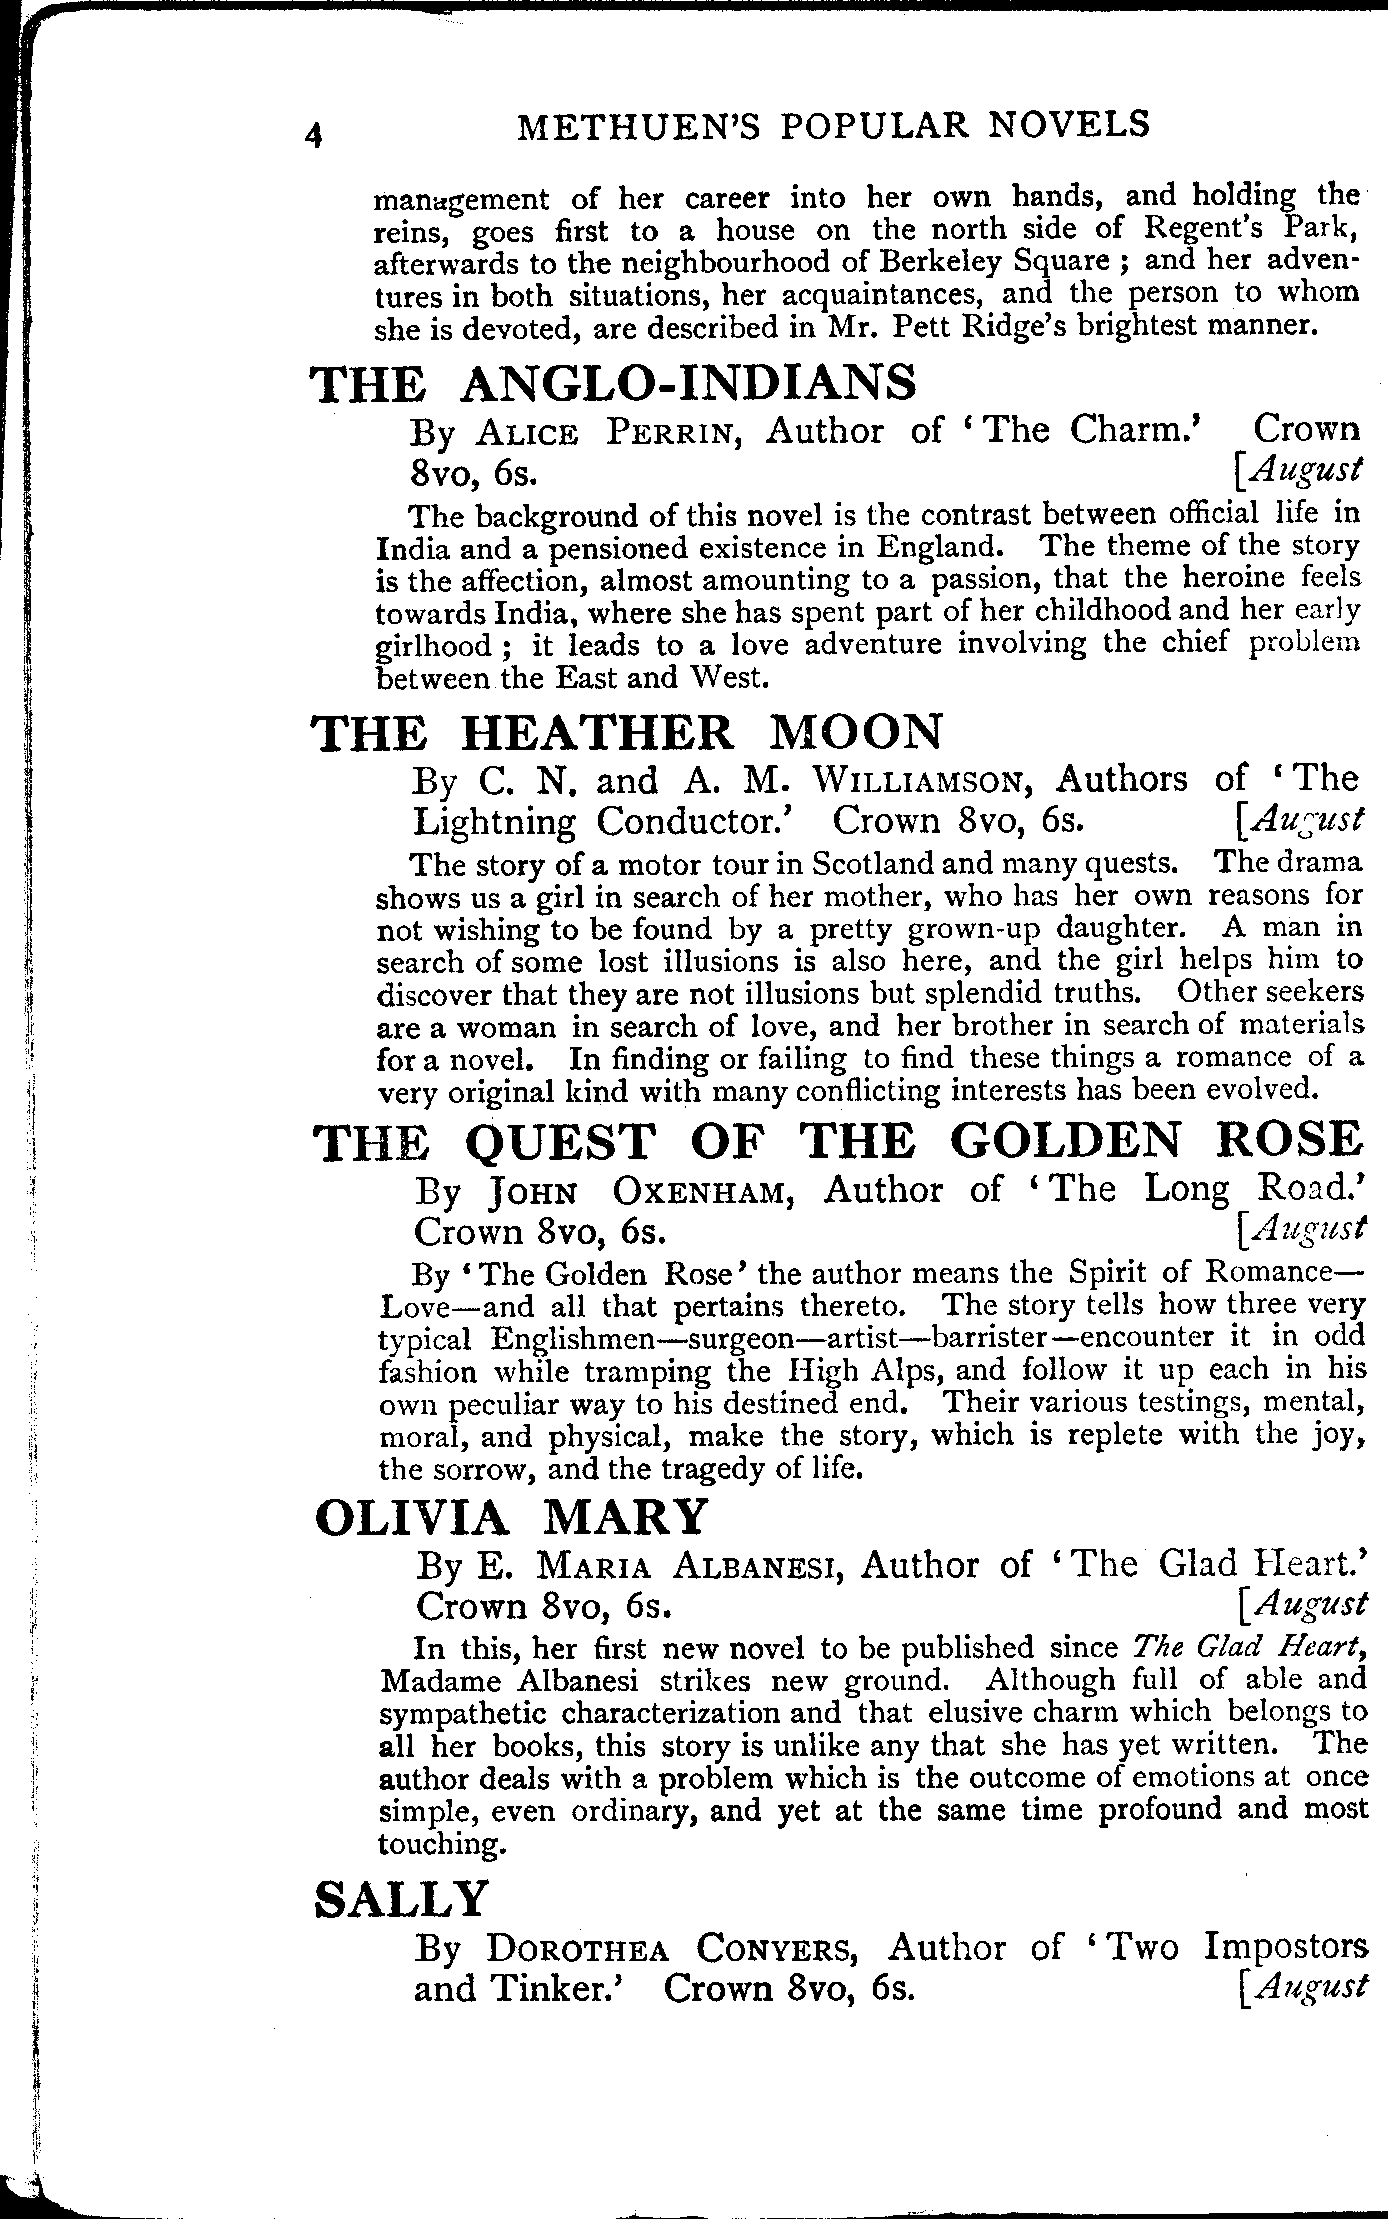 4 METHUEN'S POPULAR NOVELS
management of her career into her own hands, and holding the
reins, goes first to a house on the north side of Regent's Park,
afterwards to the neighbourhood of Berkeley Square ; and her adven-
tures in both situations, her acquaintances, and the person to whom
she is devoted, are described in Mr. Pett Ridge's brightest manner.
THE ANGLO-INDIANS
By ALICE PERRIN, Author of ‘ The Charm.’ Crown
8vo, 6s. [August
The background of this novel is the contrast between official life in
India and a pensioned existence in England. The theme of the story
is the affection, almost amounting to a passion, that the heroine feels
towards India, where she has spent part of her childhood and her early
girlhood ; it leads to a love adventure involving the chief problem
between the East and West.
THE HEATHER MOON
By C. N. and A. M. WILLIAMSON, Authors of ‘ The
Lightning Conductor.’ Crown 8vo, 6s. [August
The story of a motor tour in Scotland and many quests. The drama
shows us a girl in search of her mother, who has her own reasons for
not wishing to be found by a pretty grown-up daughter. A man in
search of some lost illusions is also here, and the girl helps him to
discover that they are not illusions but splendid truths. Other seekers
are a woman in search of love, and her brother in search of materials
for a novel. In finding or failing to find these things a romance of a
very original kind with many conflicting interests has been evolved.
THE QUEST OF THE GOLDEN ROSE
By JOHN OXENHAM, Author of ‘ The Long Road.’
Crown 8vo, 6s. [August
By ‘ The Golden Rose’ the author means the Spirit of Romance—
Love—and all that pertains thereto. The story tells how three very
typical Englishmen—surgeon—artist—barrister—encounter it in odd
fashion while tramping the High Alps, and follow it up each in his
own peculiar way to his destined end. Their various testings, mental,
moral, and physical, make the story, which is replete with the joy,
the sorrow, and the tragedy of life.
OLIVIA MARY
By E. MARIA ALBANESI, Author of ‘ The Glad Heart.’
Crown 8vo, 6s. [August
In this, her first new novel to be published since The Glad Heart,
Madame Albanesi strikes new ground. Although full of able and
sympathetic characterization and that elusive charm which belongs to
all her books, this story is unlike any that she has yet written. The
author deals with a problem which is the outcome of emotions at once
simple, even ordinary, and yet at the same time profound and most
touching.
SALLY
By DOROTHEA CONYERS, Author of ‘ Two Impostors
and Tinker.’ Crown 8vo, 6s. [August